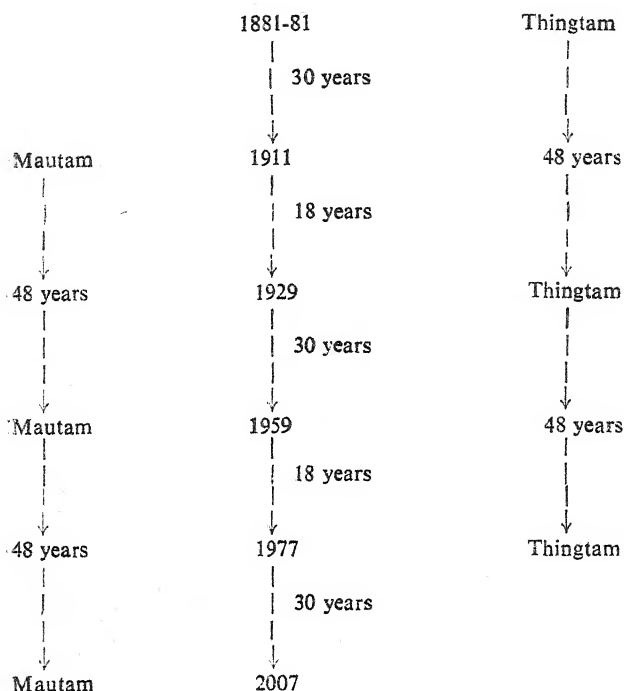 1881-81 Thingtam
30 years
Mautam 1911 48 years
18 years
48 years 1929 Thingtam
30 years
Mautam 1959 48 years
18 years
48 years 1977 Thingtam
30 years
Mautam 2007